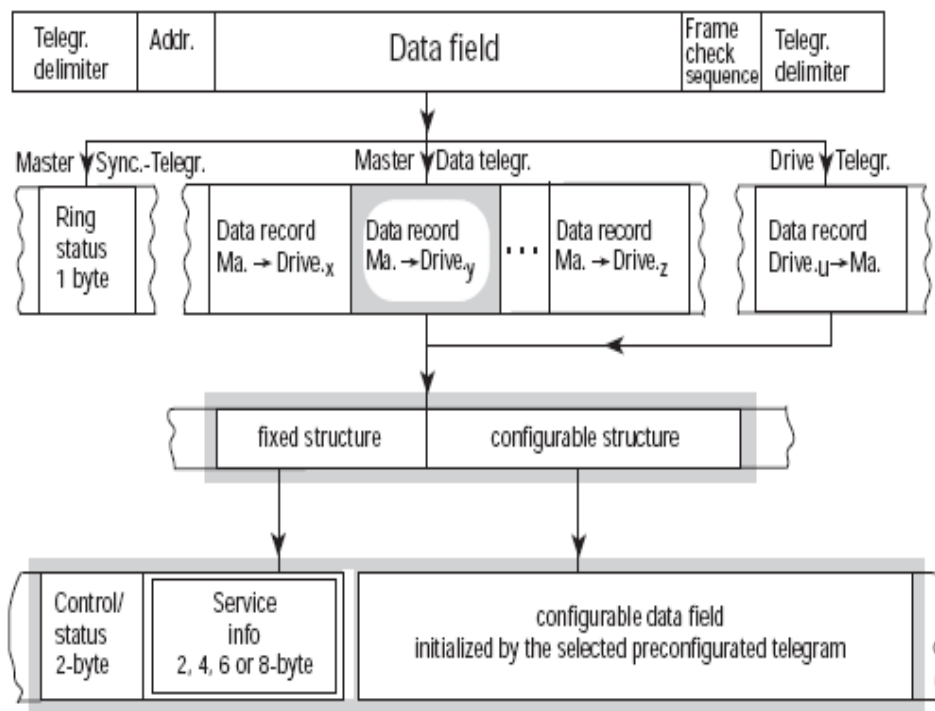 Telegr.
delimiter
Addr.
Data field
Frame
check
sequence
Telegr.
delimiter
Master Sync.-Telegr.
Master Data telegr.
Drive Telegr.
Ring
status
1 byte
Data record
Ma. → Drive.x
Data record
Ma. → Drive.y
...
Data record
Ma. → Drive.z
Data record
Drive.u→Ma.
fixed structure
configurable structure
Control/
status
2-byte
Service
info
2, 4, 6 or 8-byte
configurable data field
initialized by the selected preconfigurated telegram